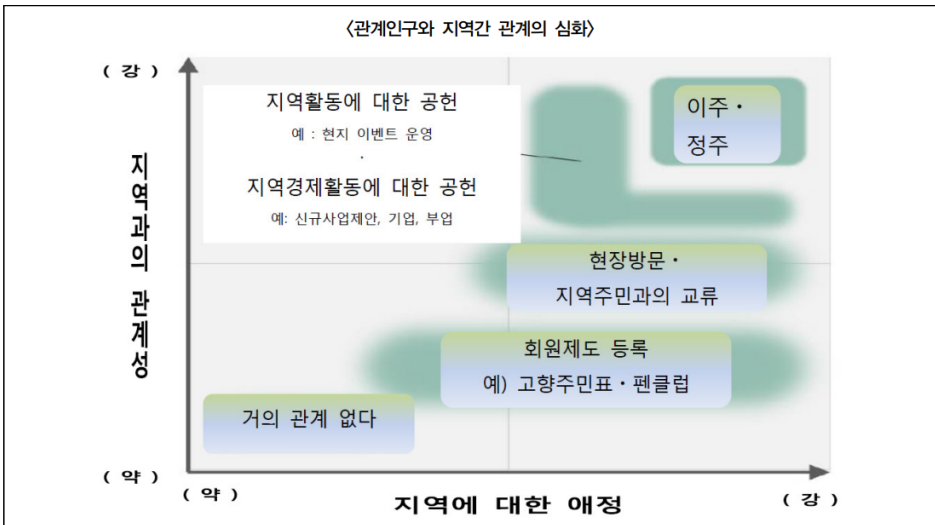 <관계인구와 지역간 관계의 심화>
( 강 )
지역활동에 대한 공헌
예 : 현지 이벤트 운영
·
지역경제활동에 대한 공헌
예: 신규사업제안, 기업, 부업
이주·
정주
지역과의 관계성
현장방문·
지역주민과의 교류
회원제도 등록
예) 고향주민표·펜클럽
거의 관계 없다
( 약 )
( 약 )
지역에 대한 애정
( 강 )